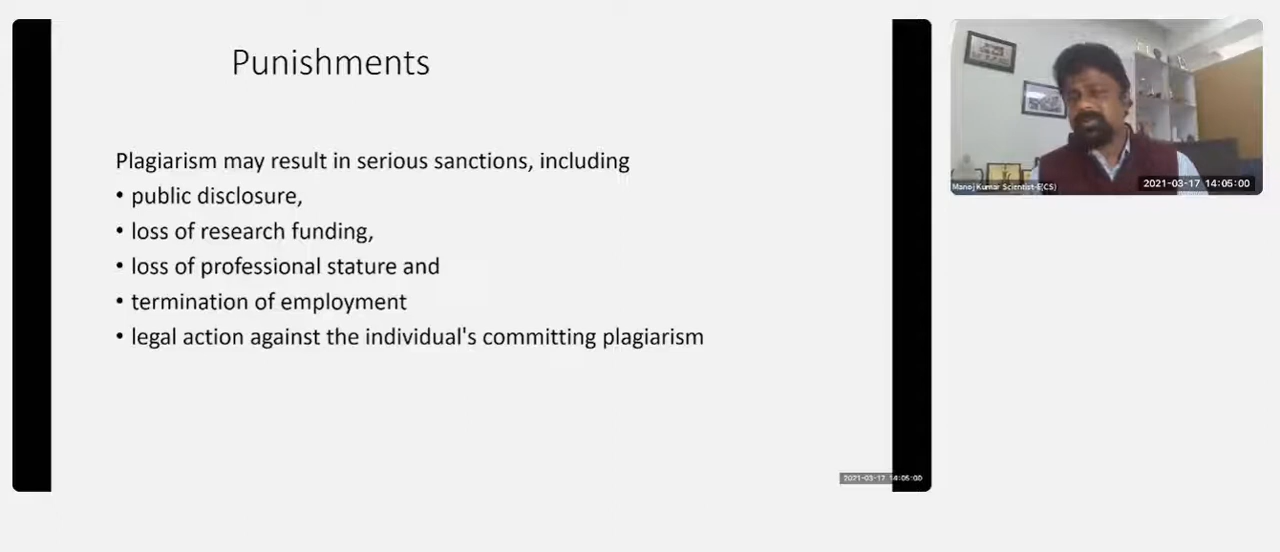 Punishments
Plagiarism may result in serious sanctions, including
• public disclosure,
• loss of research funding,
• loss of professional stature and
• termination of employment
• legal action against the individual's committing plagiarism
2021-03-17 14:05:00
Manoj Kumar Scientist-E(CS)
2021-03-17 14:05:00